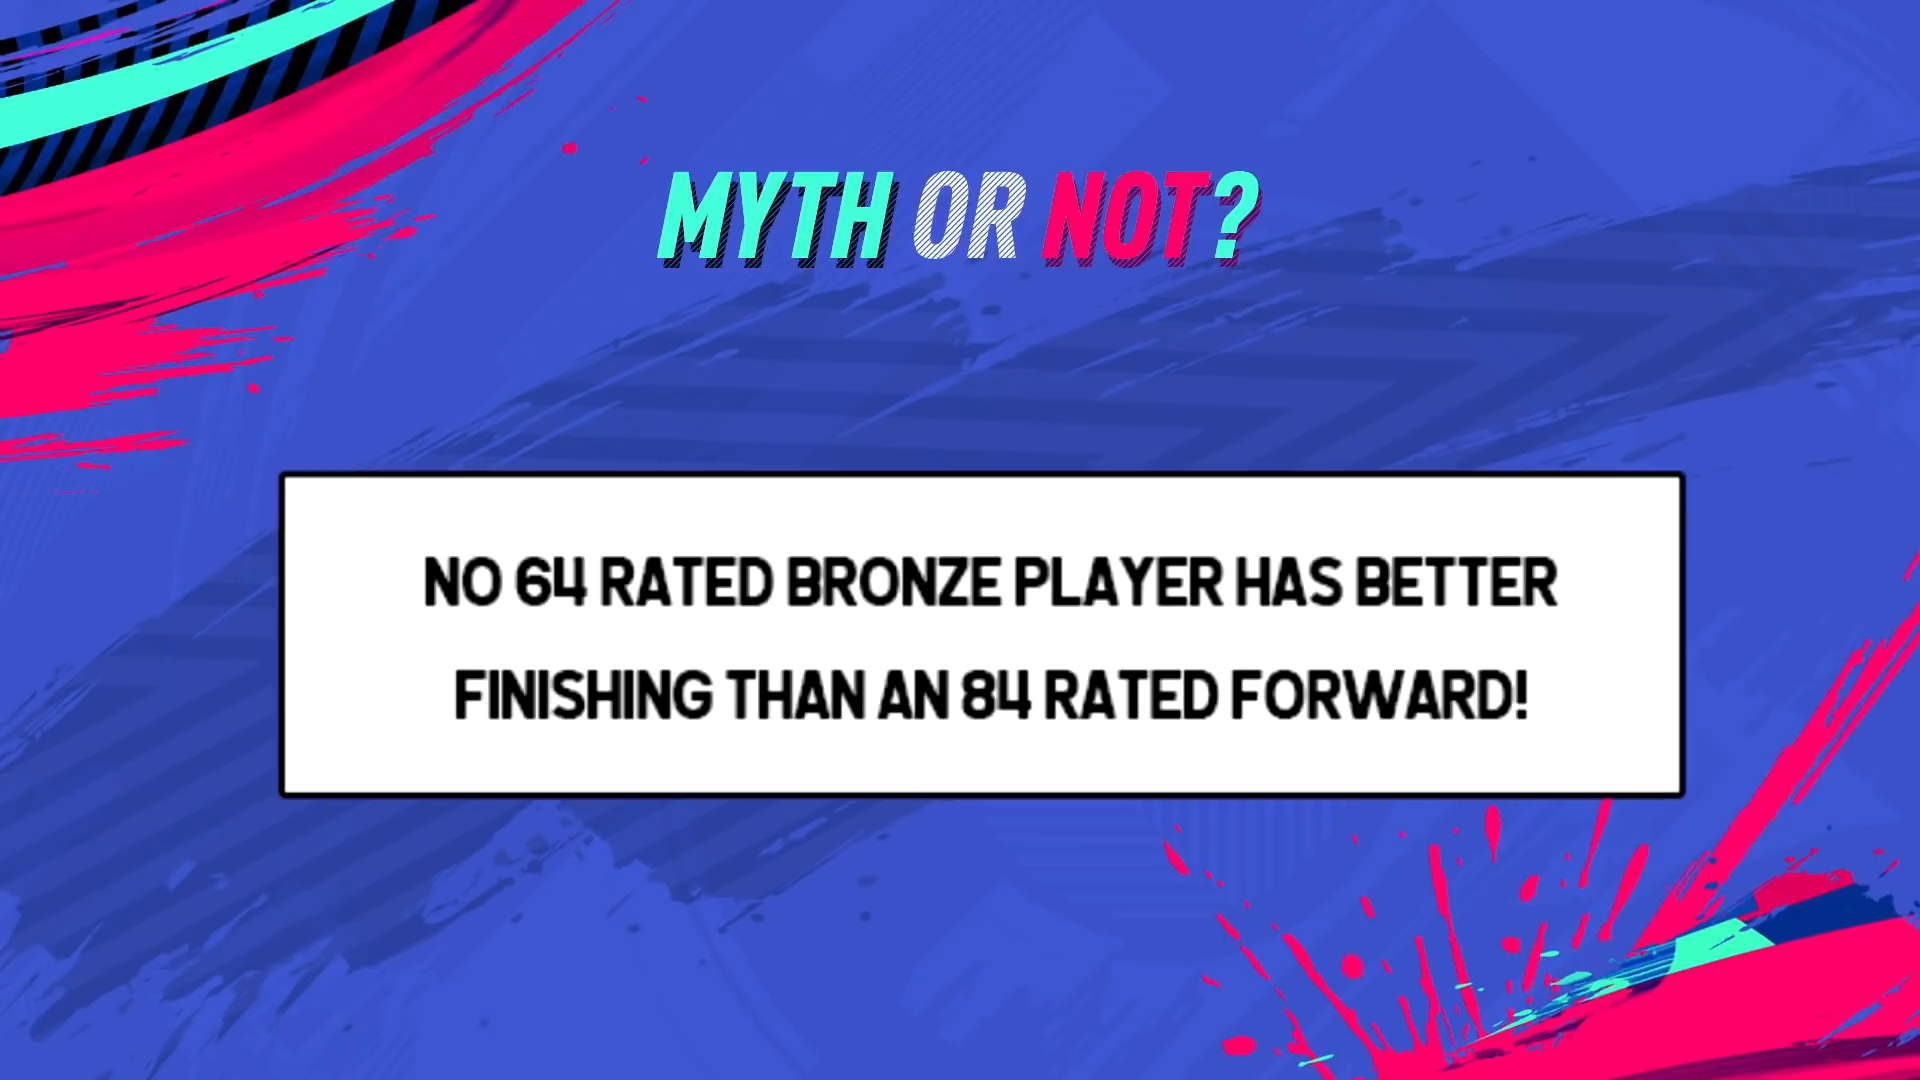 MYTH OR NOT?
NO 64 RATED BRONZE PLAYER HAS BETTER
FINISHING THAN AN 84 RATED FORWARD!